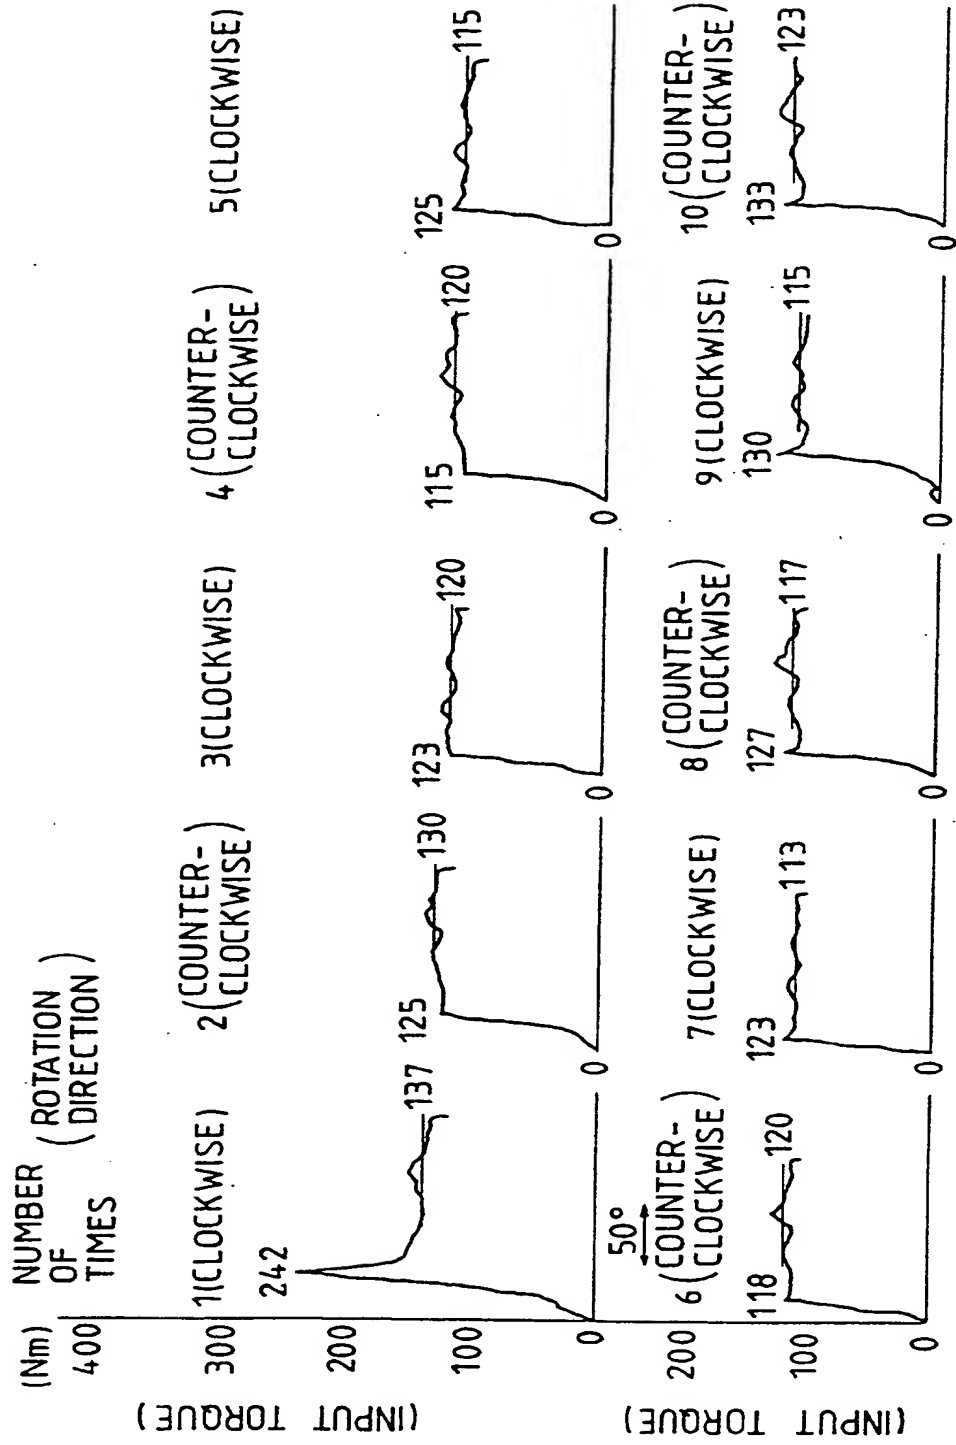 (Nm)
NUMBER
OF
TIMES
(ROTATION
DIRECTION)
400
300
200
100
0
(INPUT TORQUE)
1(CLOCKWISE)
242
137
2(COUNTER-
CLOCKWISE)
125
130
0
3(CLOCKWISE)
123
120
0
4(COUNTER-
CLOCKWISE)
115
120
0
5(CLOCKWISE)
125
115
0
200
100
0
(INPUT TORQUE)
50°
6(COUNTER-
CLOCKWISE)
118
120
7(CLOCKWISE)
123
113
0
8(COUNTER-
CLOCKWISE)
127
117
0
9(CLOCKWISE)
130
115
0
10(COUNTER-
CLOCKWISE)
133
123
0